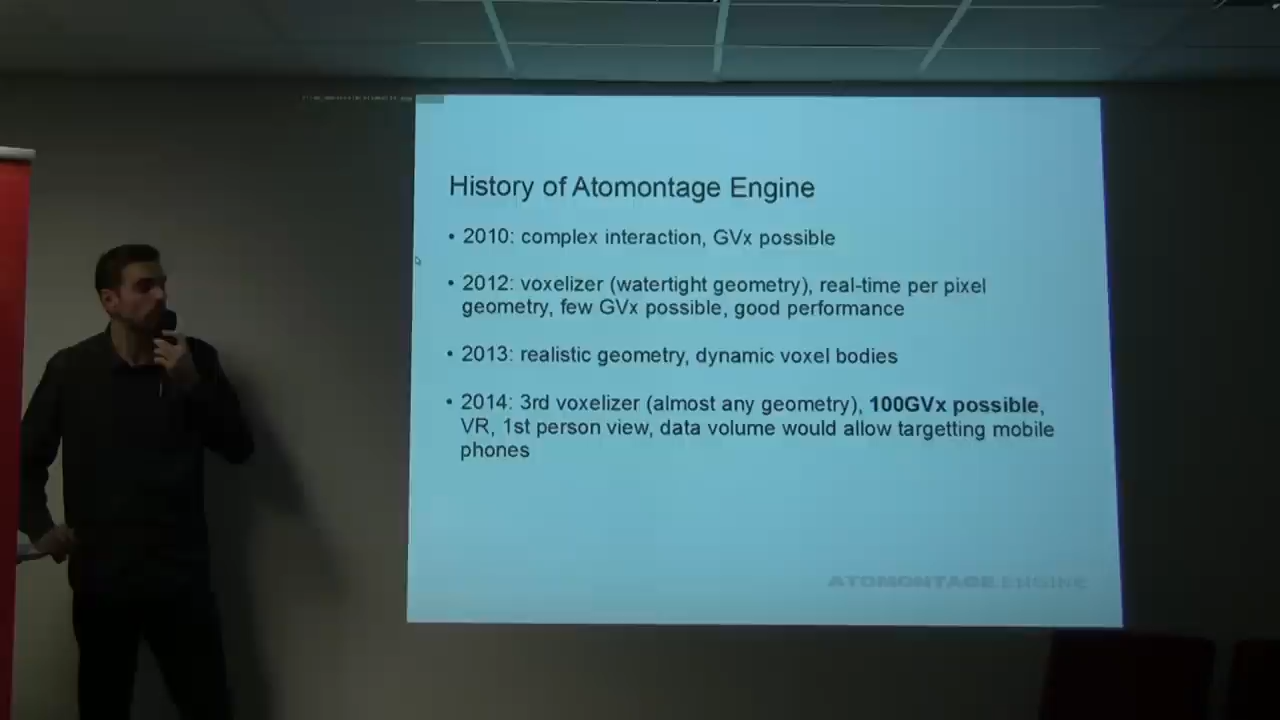 History of Atomontage Engine
• 2010: complex interaction, GVx possible
• 2012: voxelizer (watertight geometry), real-time per pixel
geometry, few GVx possible, good performance
• 2013: realistic geometry, dynamic voxel bodies
• 2014: 3rd voxelizer (almost any geometry), 100GVx possible,
VR, 1st person view, data volume would allow targetting mobile
phones
ATOMONTAGE ENGINE